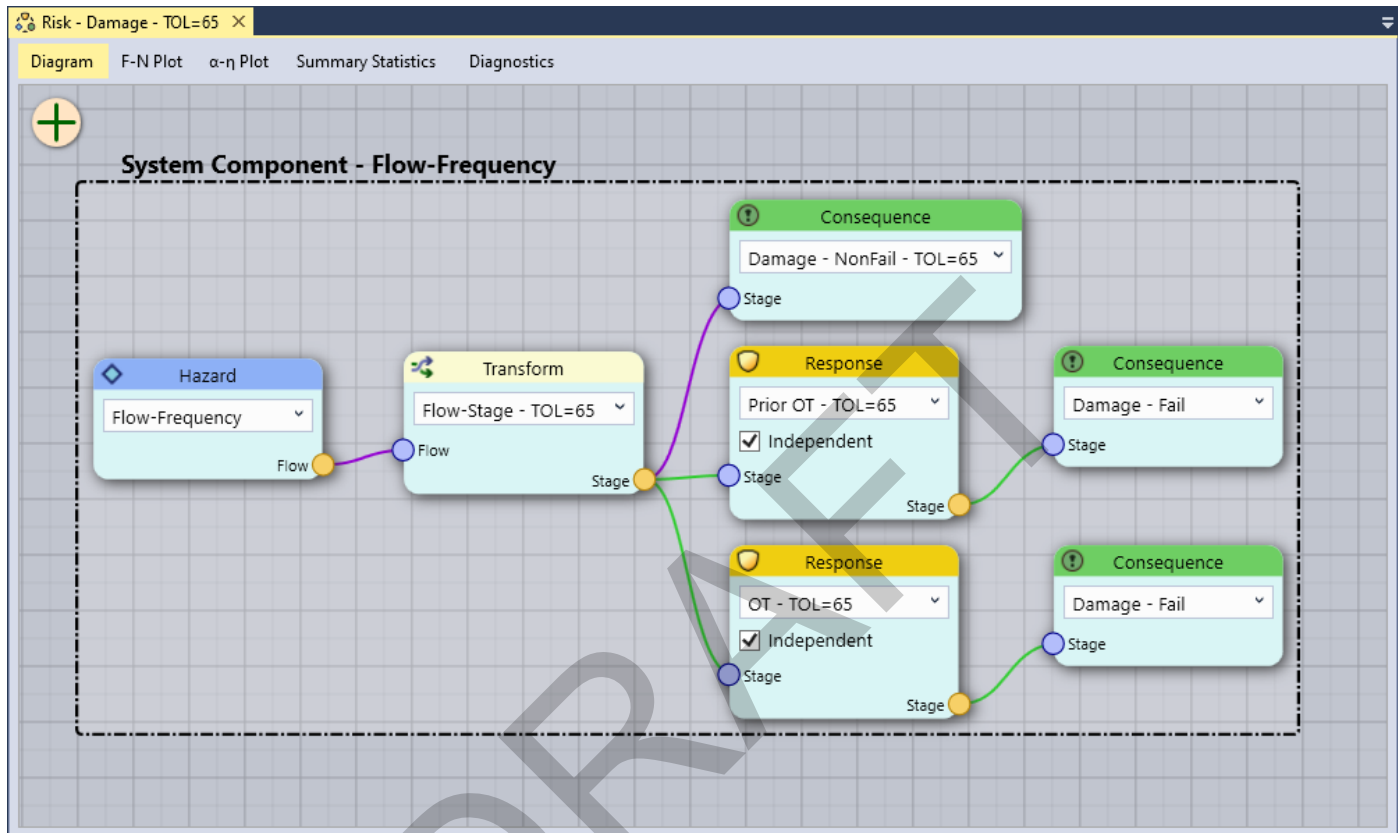 Risk - Damage - TOL=65
Diagram F-N Plot α-η Plot Summary Statistics Diagnostics
System Component - Flow-Frequency
Hazard
Flow-Frequency
Flow
Transform
Flow-Stage - TOL=65
Flow
Stage
Consequence
Damage - NonFail - TOL=65
Stage
Response
Prior OT - TOL=65
Independent
Stage
Stage
Consequence
Damage - Fail
Stage
Response
OT - TOL=65
Independent
Stage
Stage
Consequence
Damage - Fail
Stage
DRAFT